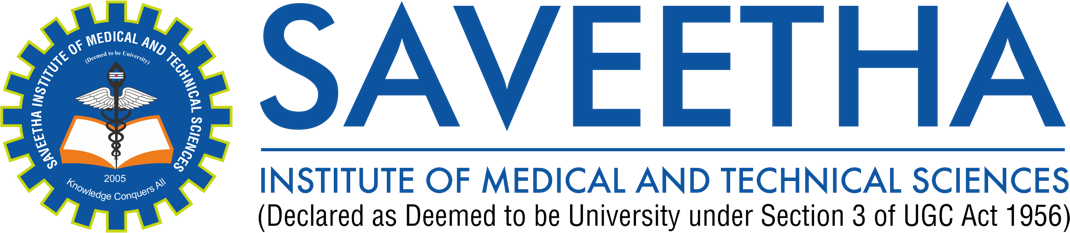 SAVEETHA INSTITUTE OF MEDICAL AND TECHNICAL SCIENCES
(Deemed to be University)
2005
Knowledge Conquers All
SAVEETHA
INSTITUTE OF MEDICAL AND TECHNICAL SCIENCES
(Declared as Deemed to be University under Section 3 of UGC Act 1956)